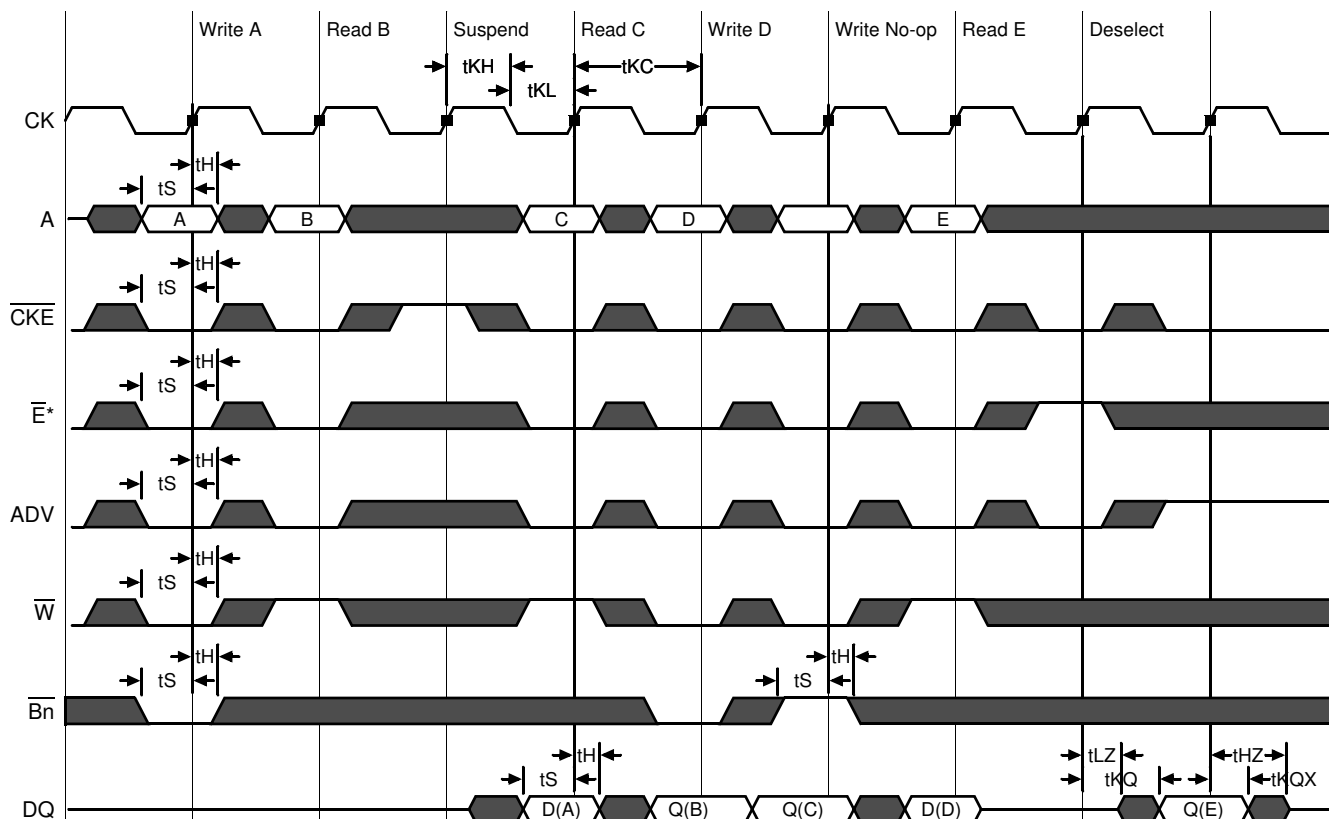 Write A Read B Suspend Read C Write D Write No-op Read E Deselect
tKH tKC
tKL
CK
tH
tS
A A B C D E
tH
tS
CKE
tH
tS
E*
tH
tS
ADV
tH
tS
W
tH tH
tS tS
Bn
tH tLZ tHZ
tS tKQ tKQX
DQ D(A) Q(B) Q(C) D(D) Q(E)